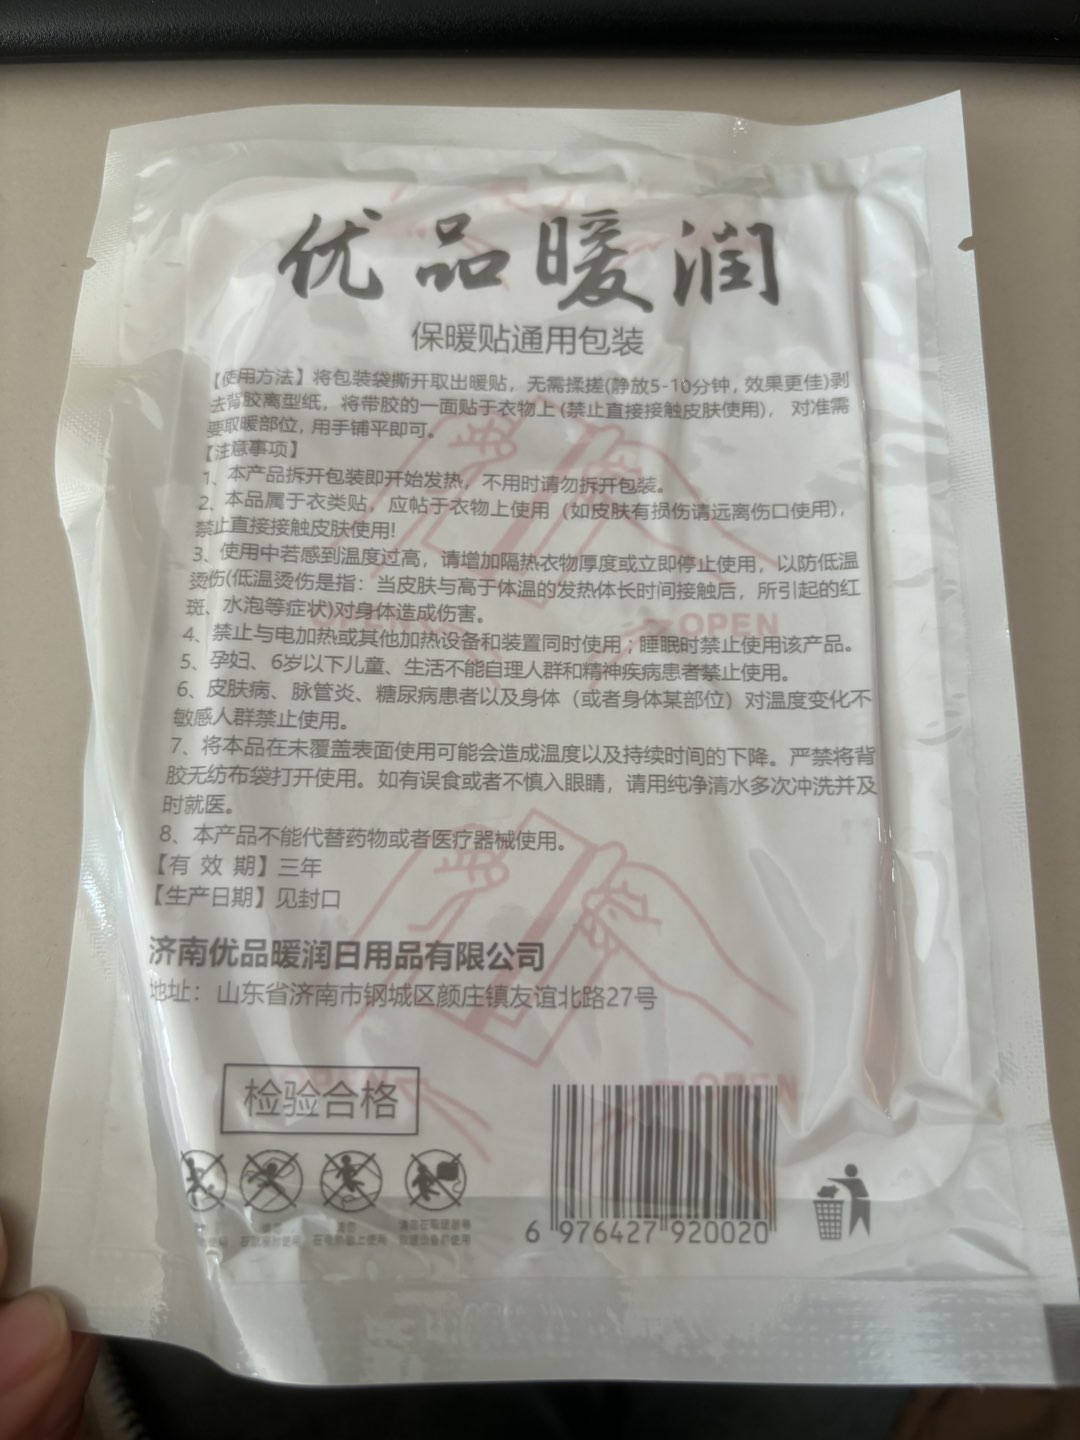 优品暖润
保暖贴通用包装
【使用方法】将包装袋撕开取出暖贴，无需揉搓(静放5-10分钟，效果更佳)剥
去背胶离型纸，将带胶的一面贴于衣物上(禁止直接接触皮肤使用)，对准需
要取暖部位，用手铺平即可。
【注意事项】
1、本产品拆开包装即开始发热，不用时请勿拆开包装。
2、本品属于衣类贴，应帖于衣物上使用（如皮肤有损伤请远离伤口使用)，
禁止直接接触皮肤使用!
3、使用中若感到温度过高，请增加隔热衣物厚度或立即停止使用，以防低温
烫伤(低温烫伤是指：当皮肤与高于体温的发热体长时间接触后，所引起的红
斑、水泡等症状)对身体造成伤害。
OPEN
4、禁止与电加热或其他加热设备和装置同时使用；睡眠时禁止使用该产品。
5、孕妇、6岁以下儿童、生活不能自理人群和精神疾病患者禁止使用。
6、皮肤病、脉管炎、糖尿病患者以及身体（或者身体某部位）对温度变化不
敏感人群禁止使用。
7、将本品在未覆盖表面使用可能会造成温度以及持续时间的下降。严禁将背
胶无纺布袋打开使用。如有误食或者不慎入眼睛，请用纯净清水多次冲洗并及
时就医。
8、本产品不能代替药物或者医疗器械使用。
【有 效 期】三年
【生产日期】见封口
济南优品暖润日用品有限公司
地址：山东省济南市钢城区颜庄镇友谊北路27号
OPEN
检验合格
6 976427 920020